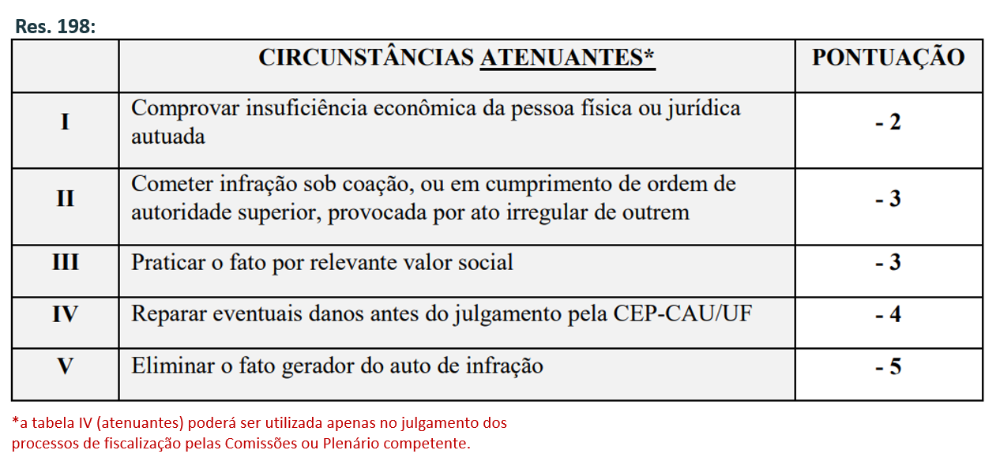 Res. 198:
CIRCUNSTÂNCIAS ATENUANTES* PONTUAÇÃO
I Comprovar insuficiência econômica da pessoa física ou jurídica autuada - 2
II Cometer infração sob coação, ou em cumprimento de ordem de autoridade superior, provocada por ato irregular de outrem - 3
III Praticar o fato por relevante valor social - 3
IV Reparar eventuais danos antes do julgamento pela CEP-CAU/UF - 4
V Eliminar o fato gerador do auto de infração - 5
*a tabela IV (atenuantes) poderá ser utilizada apenas no julgamento dos
processos de fiscalização pelas Comissões ou Plenário competente.